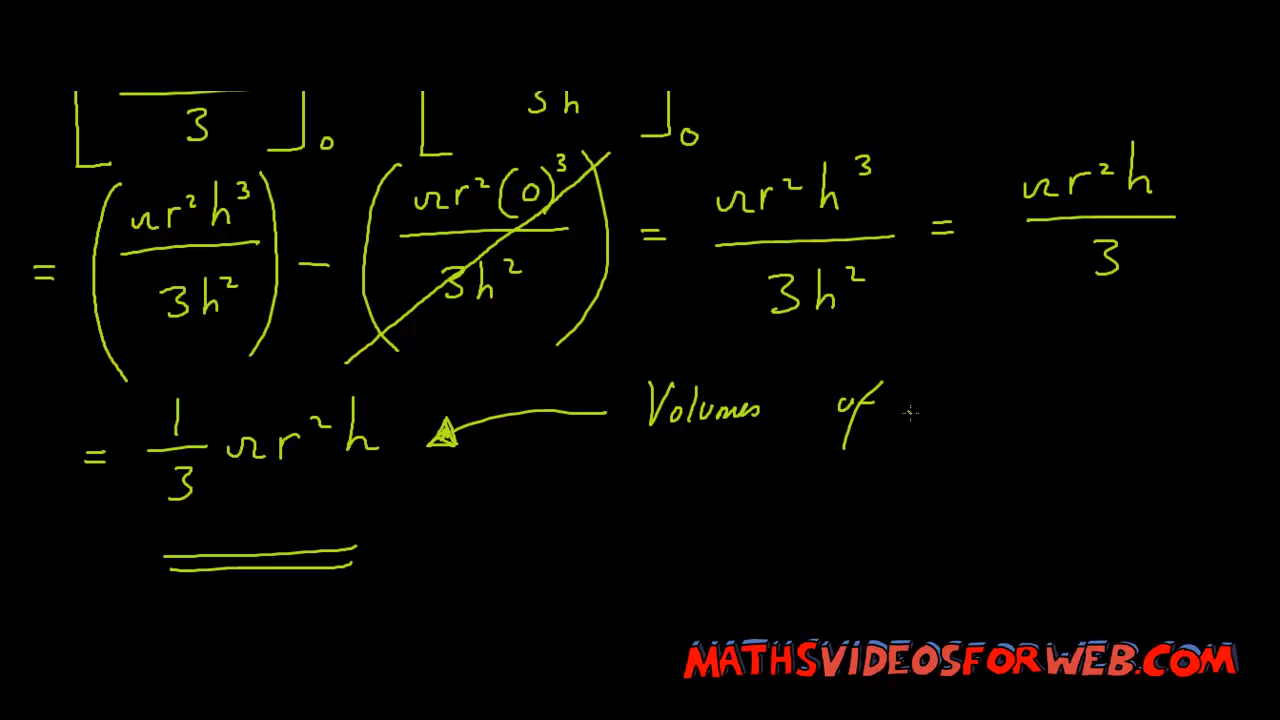 [ 3 ]₀ [ 3h ]₀
= (πr²h³ / 3h²) − (πr²(0)³ / 3h²) = πr²h³ / 3h² = πr²h / 3
= 1/3 πr²h Volumes of
MATHSVIDEOSFORWEB.COM